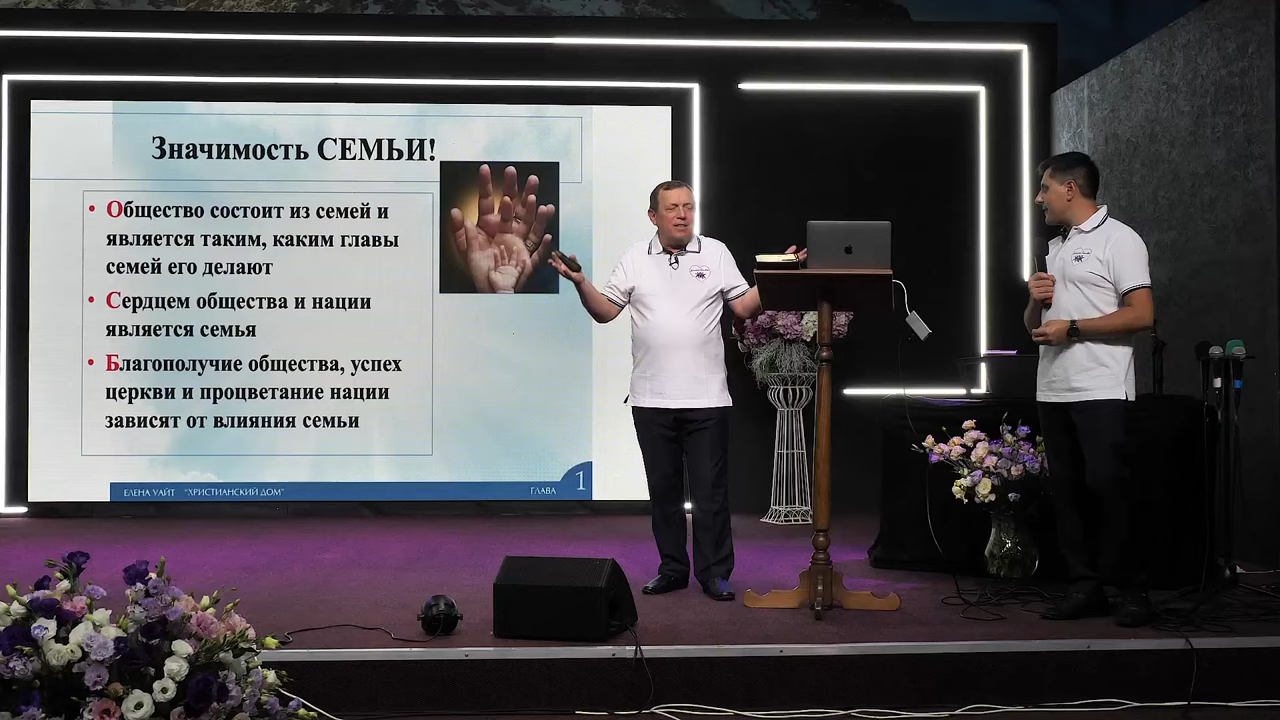 Значимость СЕМЬИ!
• Общество состоит из семей и
является таким, каким главы
семей его делают
• Сердцем общества и нации
является семья
• Благополучие общества, успех
церкви и процветание нации
зависят от влияния семьи
ЕЛЕНА УАЙТ "ХРИСТИАНСКИЙ ДОМ" ГЛАВА 1